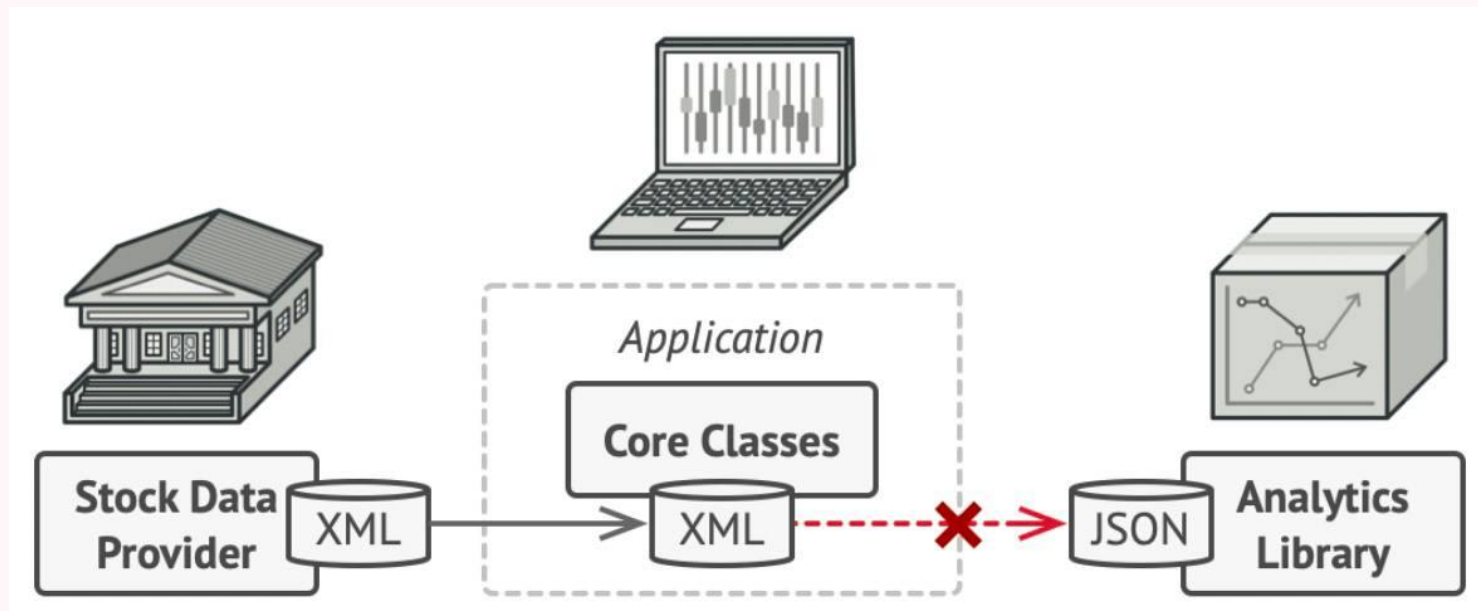 Application
Core Classes
Stock Data
Provider
XML
XML
JSON
Analytics
Library